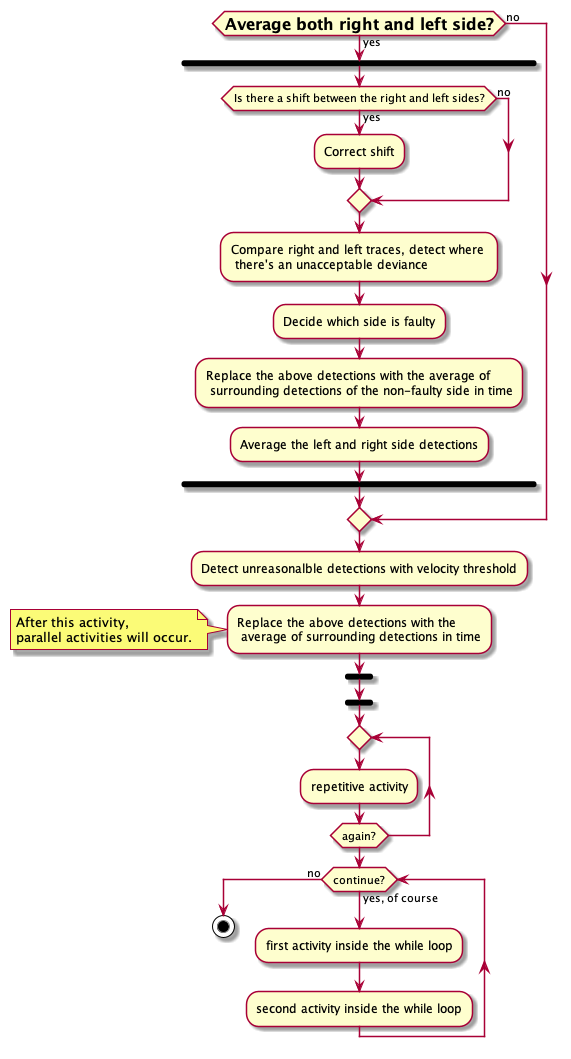 Average both right and left side?
no
yes
Is there a shift between the right and left sides?
no
yes
Correct shift
Compare right and left traces, detect where
there's an unacceptable deviance
Decide which side is faulty
Replace the above detections with the average of
surrounding detections of the non-faulty side in time
Average the left and right side detections
Detect unreasonalble detections with velocity threshold
After this activity,
parallel activities will occur.
Replace the above detections with the
average of surrounding detections in time
repetitive activity
again?
no
continue?
yes, of course
first activity inside the while loop
second activity inside the while loop